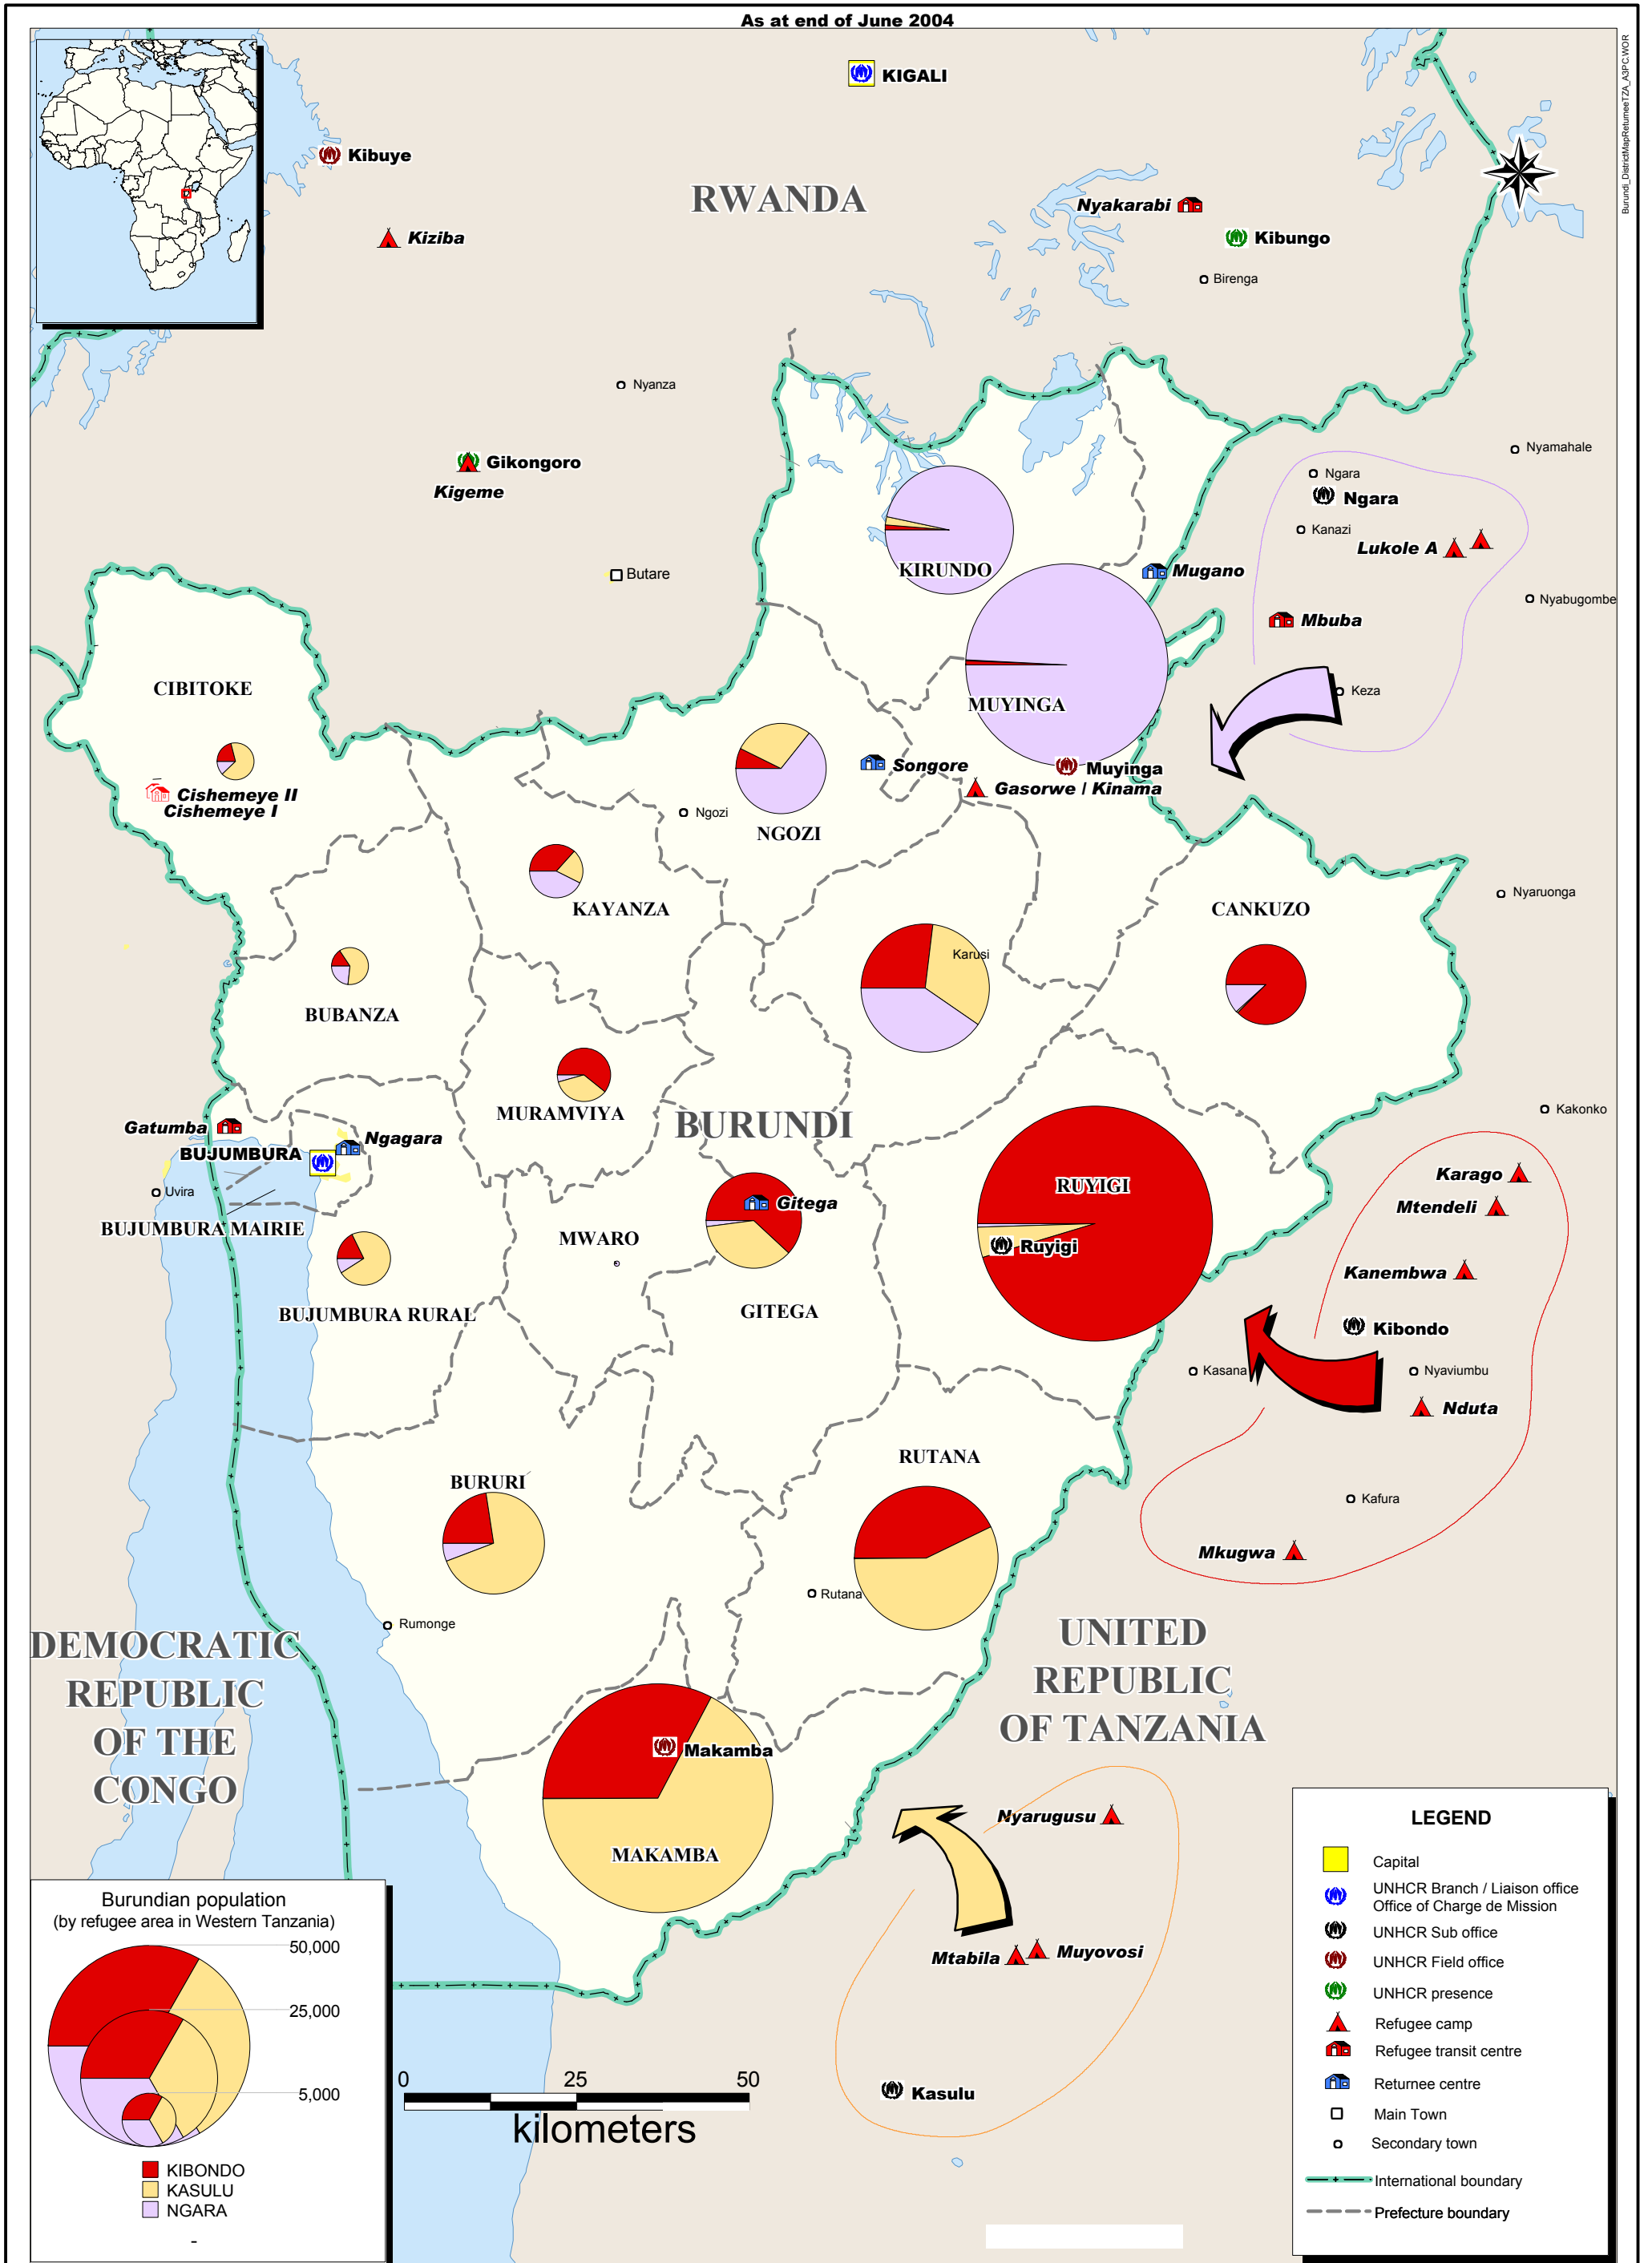 As at end of June 2004
Burundi_DistrictMapReturneeTZA_A3PC.WOR
KIGALI
Kibuye
RWANDA
Nyakarabi
Kiziba
Kibungo
Birenga
Nyanza
Nyamahale
Gikongoro
Kigeme
Ngara
Ngara
Kanazi
Lukole A
Butare
KIRUNDO
Mugano
Nyabugombe
Mbuba
CIBITOKE
MUYINGA
Keza
Songore
Muyinga
Gasorwe / Kinama
Cishemeye II
Cishemeye I
Ngozi
NGOZI
KAYANZA
CANKUZO
Nyaruonga
Karusi
BUBANZA
MURAMVIYA
BURUNDI
Kakonko
Gatumba
Ngagara
BUJUMBURA
Karago
RUYIGI
Uvira
Gitega
Mtendeli
BUJUMBURA MAIRIE
MWARO
Ruyigi
Kanembwa
BUJUMBURA RURAL
GITEGA
Kibondo
Kasana
Nyaviumbu
Nduta
RUTANA
BURURI
Kafura
Mkugwa
Rutana
Rumonge
DEMOCRATIC
REPUBLIC
OF THE
CONGO
UNITED
REPUBLIC
OF TANZANIA
Makamba
MAKAMBA
Nyarugusu
Mtabila
Muyovosi
Kasulu
Burundian population
(by refugee area in Western Tanzania)
50,000
25,000
5,000
KIBONDO
KASULU
NGARA
-
0 25 50
kilometers
LEGEND
Capital
UNHCR Branch / Liaison office
Office of Charge de Mission
UNHCR Sub office
UNHCR Field office
UNHCR presence
Refugee camp
Refugee transit centre
Returnee centre
Main Town
Secondary town
International boundary
Prefecture boundary